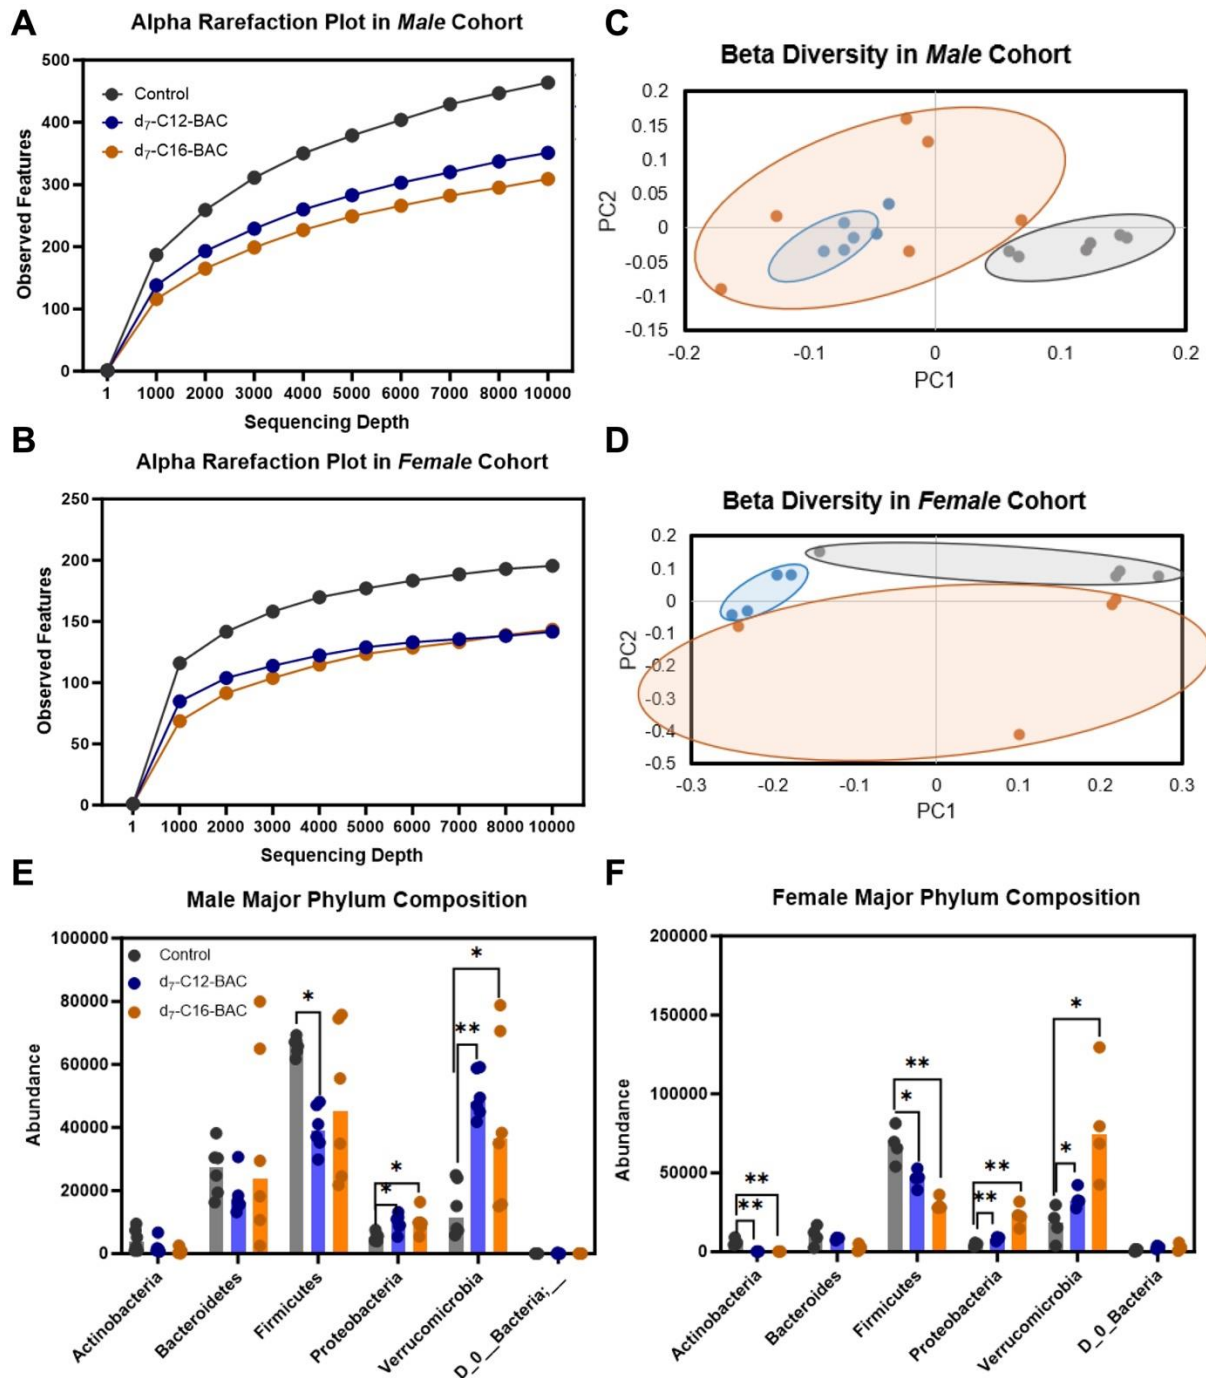 A
Alpha Rarefaction Plot in Male Cohort
500
400
300
200
100
0
Observed Features
Control
d7-C12-BAC
d7-C16-BAC
1 1000 2000 3000 4000 5000 6000 7000 8000 9000 10000
Sequencing Depth
C
Beta Diversity in Male Cohort
0.2
0.15
0.1
0.05
0
-0.05
-0.1
-0.15
PC2
-0.2 -0.1 0 0.1 0.2
PC1
B
Alpha Rarefaction Plot in Female Cohort
250
200
150
100
50
0
Observed Features
1 1000 2000 3000 4000 5000 6000 7000 8000 9000 10000
Sequencing Depth
D
Beta Diversity in Female Cohort
0.2
0.1
0
-0.1
-0.2
-0.3
-0.4
-0.5
PC2
-0.3 -0.2 -0.1 0 0.1 0.2 0.3
PC1
E
Male Major Phylum Composition
100000
80000
60000
40000
20000
0
Abundance
Control
d7-C12-BAC
d7-C16-BAC
*
*
*
**
*
Actinobacteria
Bacteroidetes
Firmicutes
Proteobacteria
Verrucomicrobia
D_0__Bacteria;__
F
Female Major Phylum Composition
200000
150000
100000
50000
0
Abundance
**
**
**
*
**
**
*
*
Actinobacteria
Bacteroides
Firmicutes
Proteobacteria
Verrucomicrobia
D_0_Bacteria